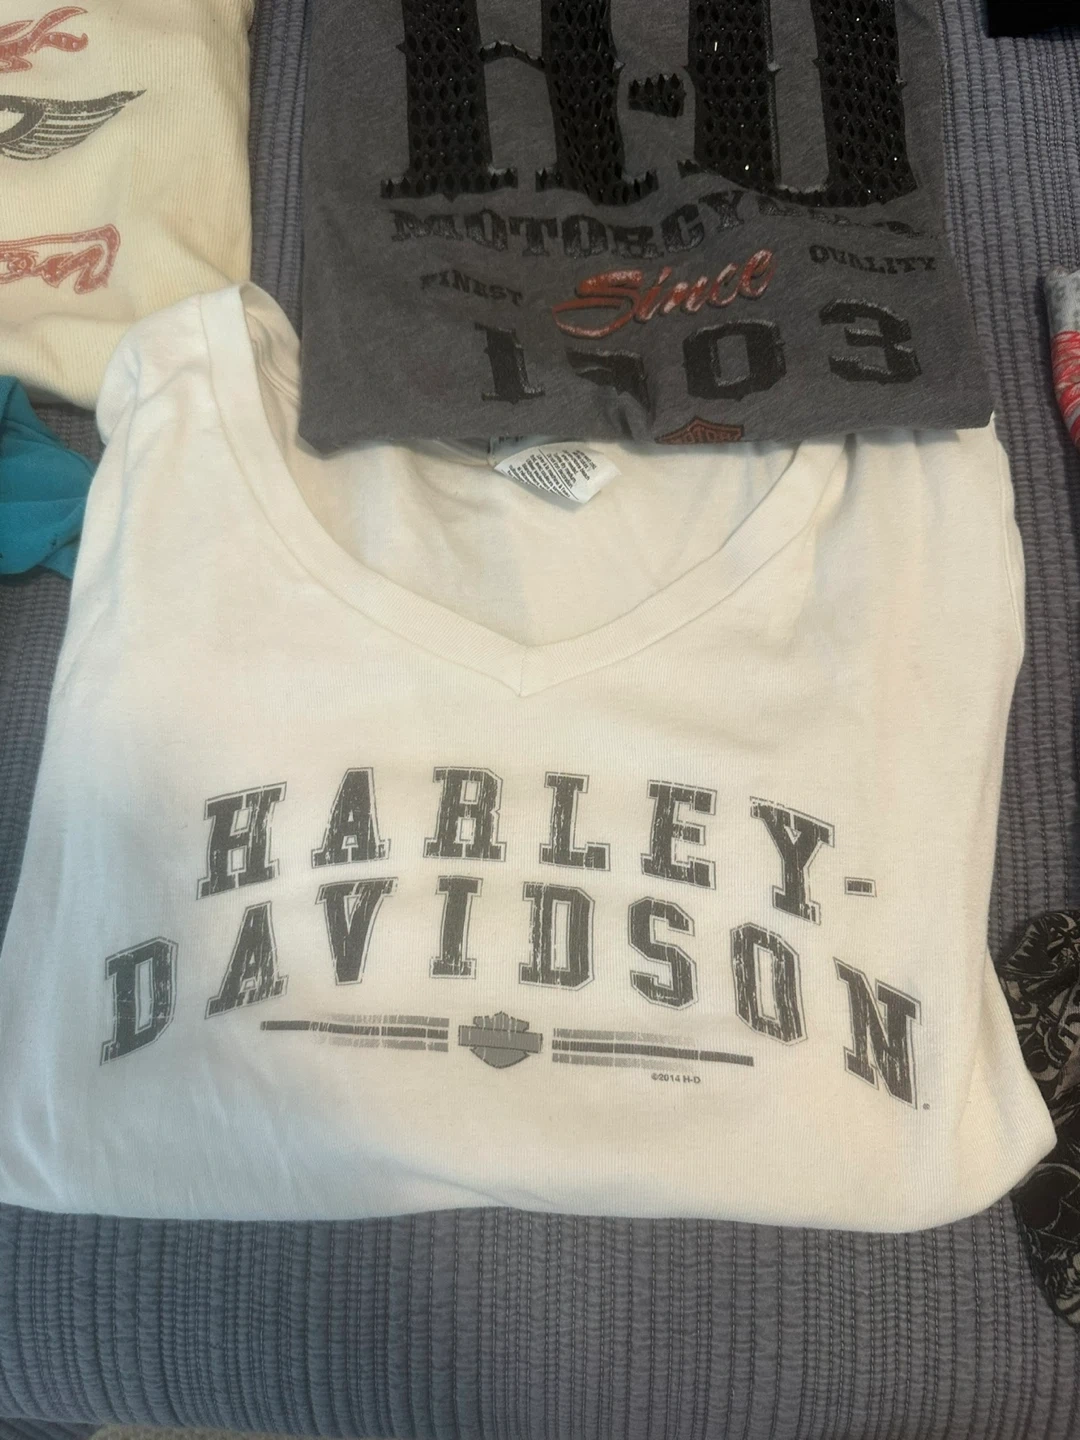 H-D
MOTORCYCLES
FINEST Since QUALITY
1903
HARLEY-
DAVIDSON
©2014 H-D